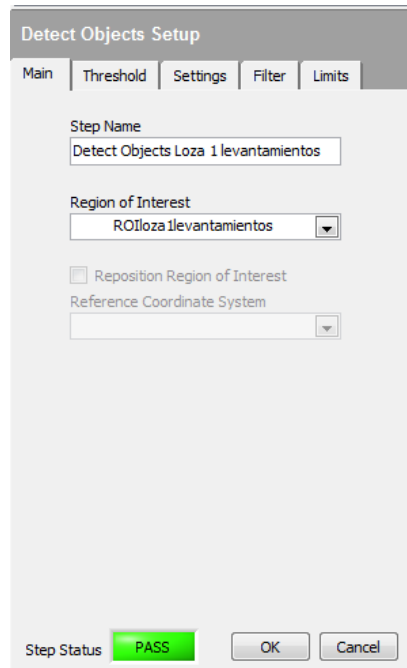 Detect Objects Setup
Main Threshold Settings Filter Limits
Step Name
Detect Objects Loza 1 levantamientos
Region of Interest
ROIloza1levantamientos
Reposition Region of Interest
Reference Coordinate System
Step Status PASS OK Cancel